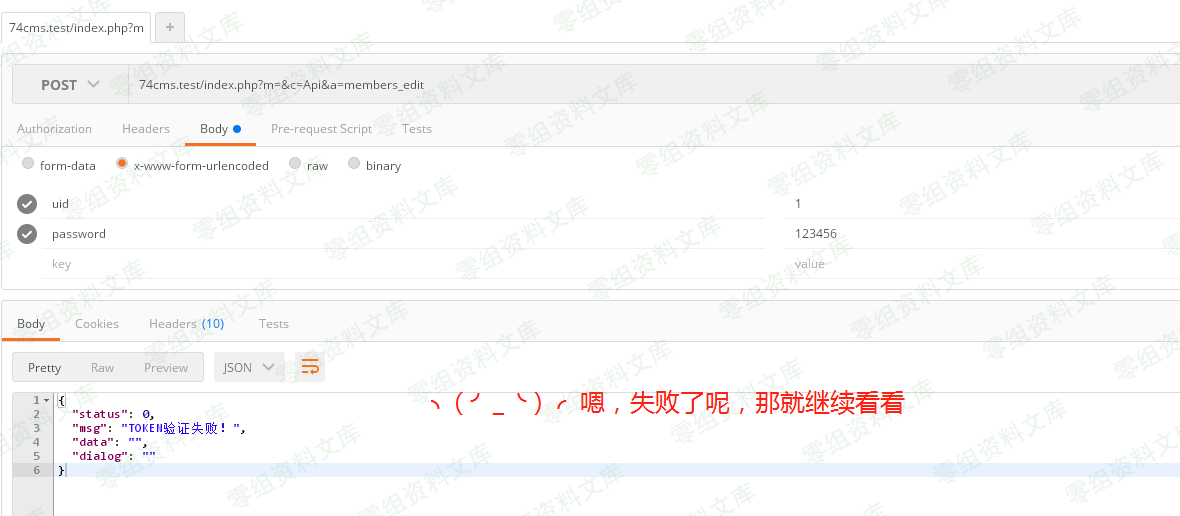 74cms.test/index.php?m
+
POST
74cms.test/index.php?m=&c=Api&a=members_edit
Authorization Headers Body Pre-request Script Tests
form-data x-www-form-urlencoded raw binary
uid 1
password 123456
key value
Body Cookies Headers (10) Tests
Pretty Raw Preview JSON
1 {
2 "status": 0,
3 "msg": "TOKEN验证失败！",
4 "data": "",
5 "dialog": ""
6 }
ヽ(╯_╰)╭ 嗯，失败了呢，那就继续看看
零组资料文库